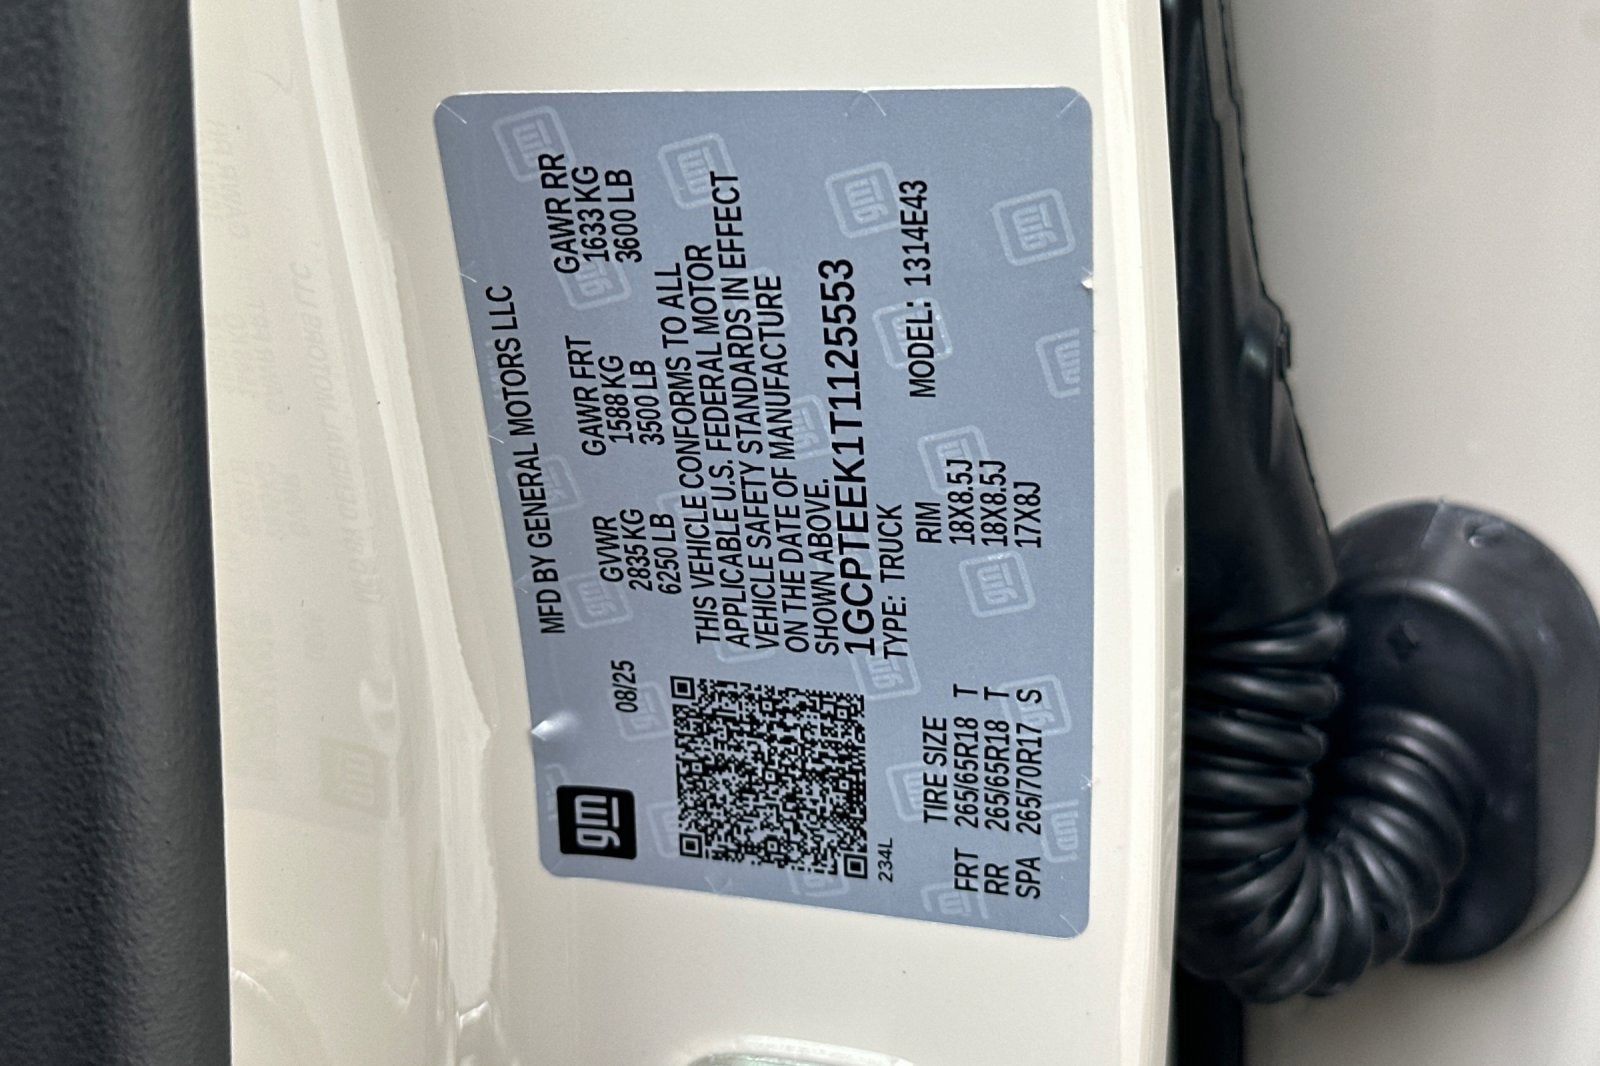 gm
MFD BY GENERAL MOTORS LLC
08/25 GVWR GAWR FRT GAWR RR
2835 KG 1588 KG 1633 KG
6250 LB 3500 LB 3600 LB
THIS VEHICLE CONFORMS TO ALL
APPLICABLE U.S. FEDERAL MOTOR
VEHICLE SAFETY STANDARDS IN EFFECT
ON THE DATE OF MANUFACTURE
SHOWN ABOVE.
1GCPTEEK1T1125553
TYPE: TRUCK MODEL: 1314E43
234L
TIRE SIZE RIM
FRT 265/65R18 T 18X8.5J
RR 265/65R18 T 18X8.5J
SPA 265/70R17 S 17X8J